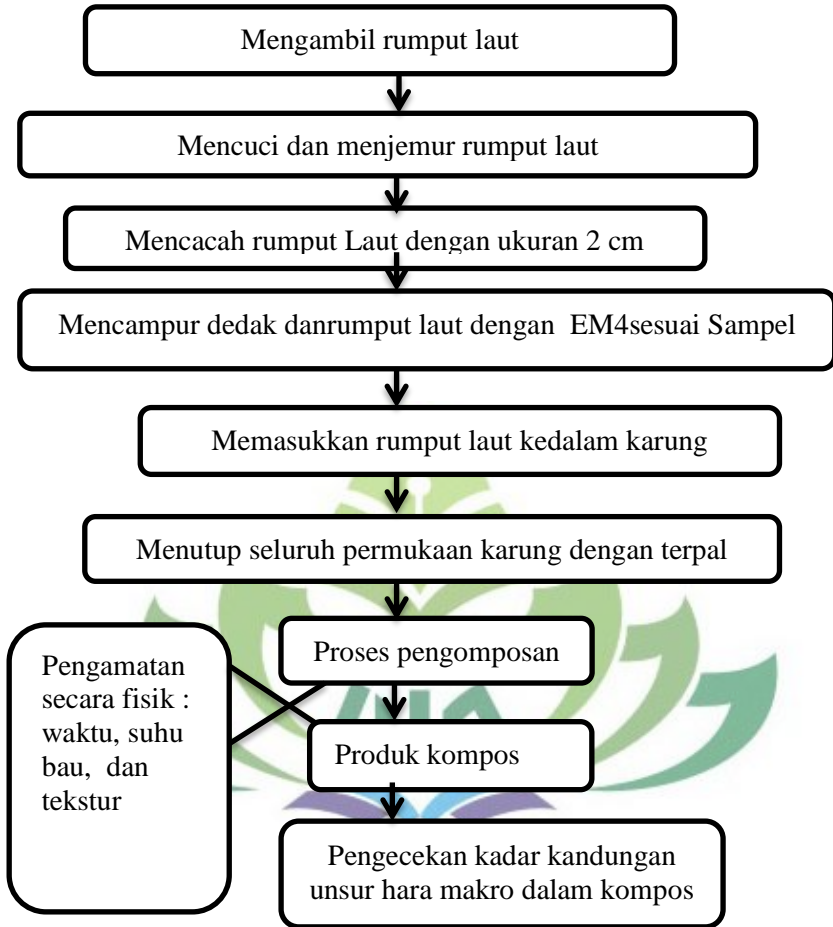 Mengambil rumput laut
Mencuci dan menjemur rumput laut
Mencacah rumput Laut dengan ukuran 2 cm
Mencampur dedak danrumput laut dengan EM4sesuai Sampel
Memasukkan rumput laut kedalam karung
Menutup seluruh permukaan karung dengan terpal
Proses pengomposan
Pengamatan
secara fisik :
waktu, suhu
bau, dan
tekstur
Produk kompos
Pengecekan kadar kandungan
unsur hara makro dalam kompos